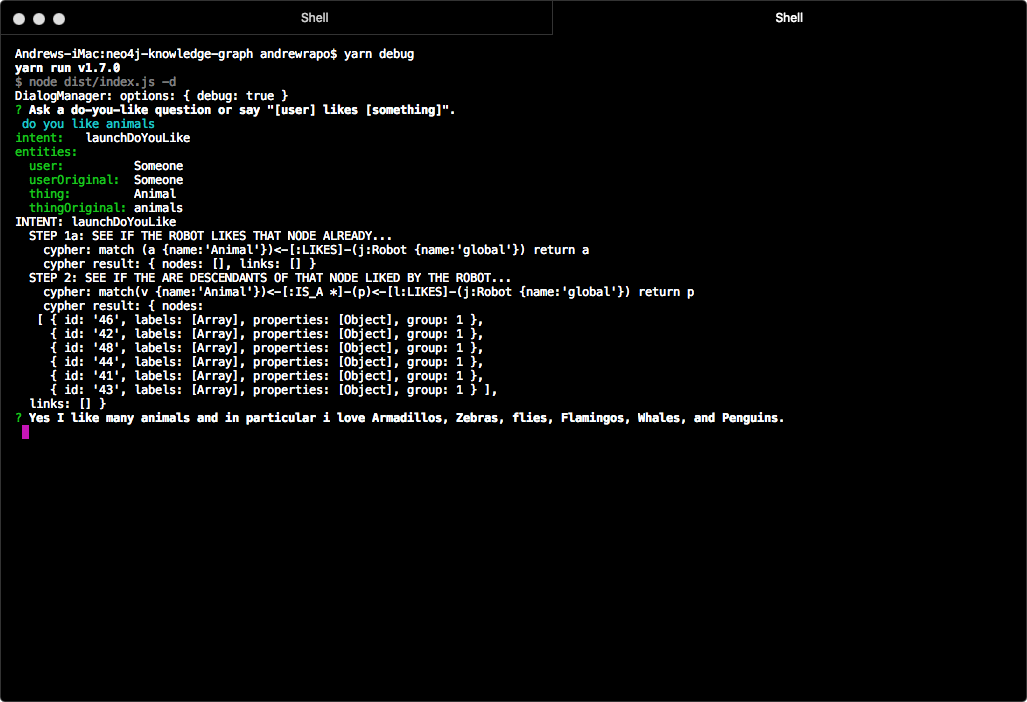 Shell
Shell
Andrews-iMac:neo4j-knowledge-graph andrewrapo$ yarn debug
yarn run v1.7.0
$ node dist/index.js -d
DialogManager: options: { debug: true }
? Ask a do-you-like question or say "[user] likes [something]".
do you like animals
intent:   launchDoYouLike
entities:
  user:          Someone
  userOriginal:  Someone
  thing:         Animal
  thingOriginal: animals
INTENT: launchDoYouLike
  STEP 1a: SEE IF THE ROBOT LIKES THAT NODE ALREADY...
    cypher: match (a {name:'Animal'})<-[:LIKES]-(j:Robot {name:'global'}) return a
    cypher result: { nodes: [], links: [] }
  STEP 2: SEE IF THE ARE DESCENDANTS OF THAT NODE LIKED BY THE ROBOT...
    cypher: match(v {name:'Animal'})<-[:IS_A *]-(p)<-[l:LIKES]-(j:Robot {name:'global'}) return p
    cypher result: { nodes:
   [ { id: '46', labels: [Array], properties: [Object], group: 1 },
     { id: '42', labels: [Array], properties: [Object], group: 1 },
     { id: '48', labels: [Array], properties: [Object], group: 1 },
     { id: '44', labels: [Array], properties: [Object], group: 1 },
     { id: '41', labels: [Array], properties: [Object], group: 1 },
     { id: '43', labels: [Array], properties: [Object], group: 1 } ],
  links: [] }
? Yes I like many animals and in particular i love Armadillos, Zebras, flies, Flamingos, Whales, and Penguins.